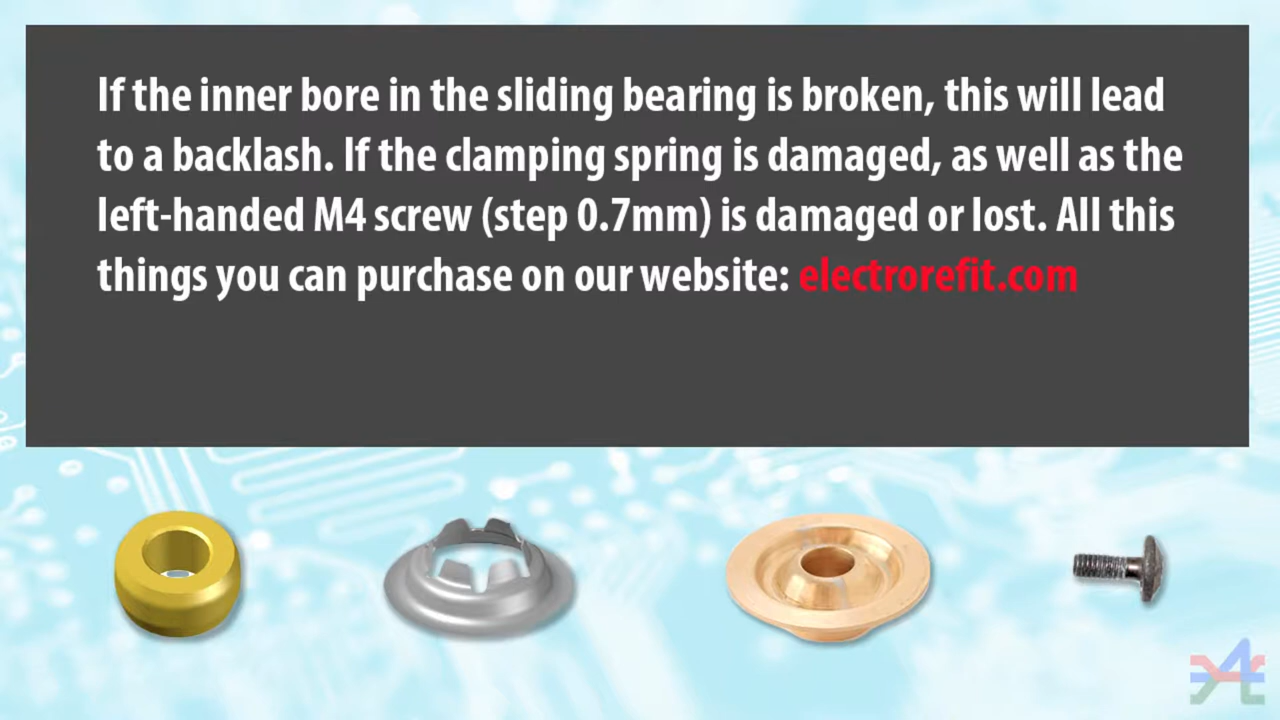 If the inner bore in the sliding bearing is broken, this will lead
to a backlash. If the clamping spring is damaged, as well as the
left-handed M4 screw (step 0.7mm) is damaged or lost. All this
things you can purchase on our website: electrorefit.com